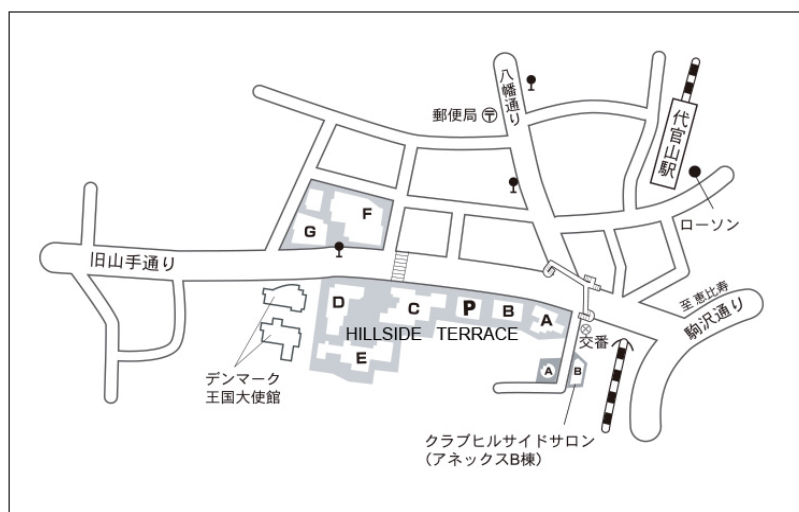 八幡通り
郵便局〒
代官山駅
ローソン
F
G
旧山手通り
至 恵比寿
駒沢通り
D
C
P
B
A
HILLSIDE TERRACE
交番
E
A
B
デンマーク
王国大使館
クラブヒルサイドサロン
(アネックスB棟)